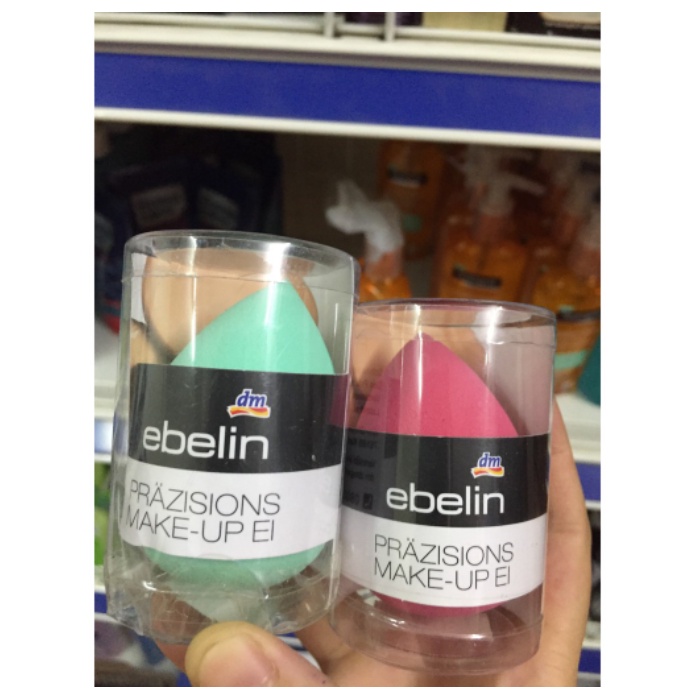 dm
ebelin
PRÄZISIONS
MAKE-UP EI
dm
ebelin
PRÄZISIONS
MAKE-UP EI